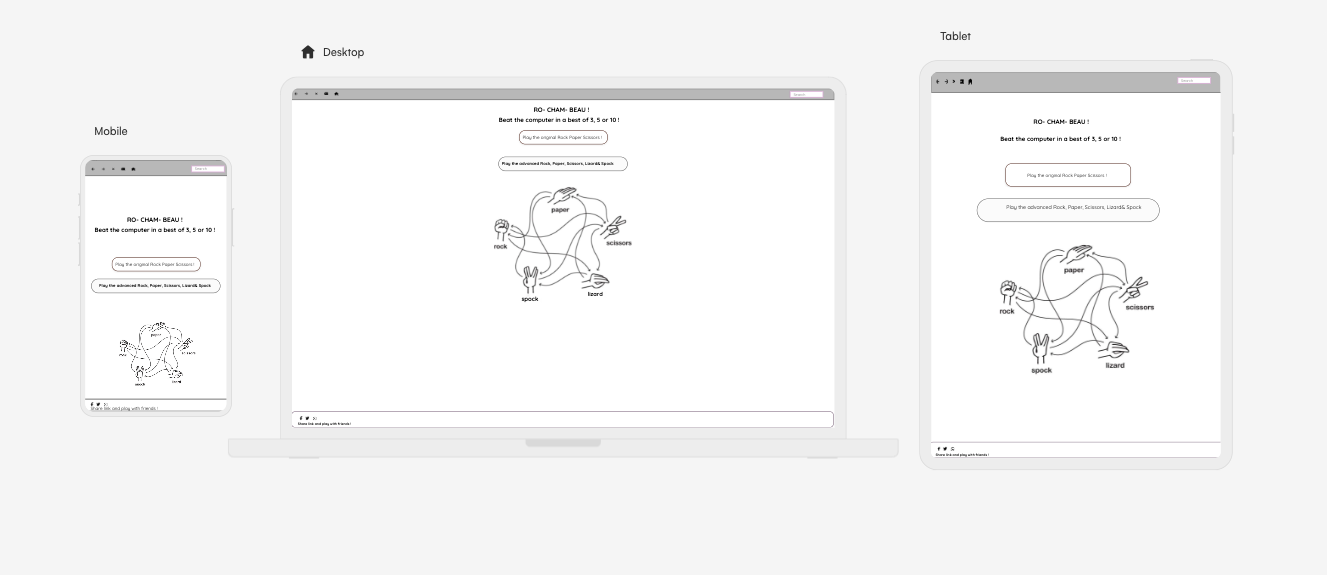 Mobile
Search
RO- CHAM- BEAU !
Beat the computer in a best of 3, 5 or 10 !
Play the original Rock Paper Scissors !
Play the advanced Rock, Paper, Scissors, Lizard& Spock
paper
rock
scissors
spock
lizard
Share link and play with friends !
Desktop
Search
RO- CHAM- BEAU !
Beat the computer in a best of 3, 5 or 10 !
Play the original Rock Paper Scissors !
Play the advanced Rock, Paper, Scissors, Lizard& Spock
paper
rock
scissors
spock
lizard
Share link and play with friends !
Tablet
Search
RO- CHAM- BEAU !
Beat the computer in a best of 3, 5 or 10 !
Play the original Rock Paper Scissors !
Play the advanced Rock, Paper, Scissors, Lizard& Spock
paper
rock
scissors
spock
lizard
Share link and play with friends !